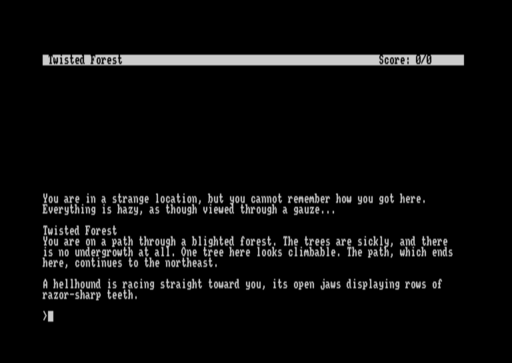 Twisted Forest Score: 0/0
You are in a strange location, but you cannot remember how you got here.
Everything is hazy, as though viewed through a gauze...
Twisted Forest
You are on a path through a blighted forest. The trees are sickly, and there
is no undergrowth at all. One tree here looks climbable. The path, which ends
here, continues to the northeast.
A hellhound is racing straight toward you, its open jaws displaying rows of
razor-sharp teeth.
>